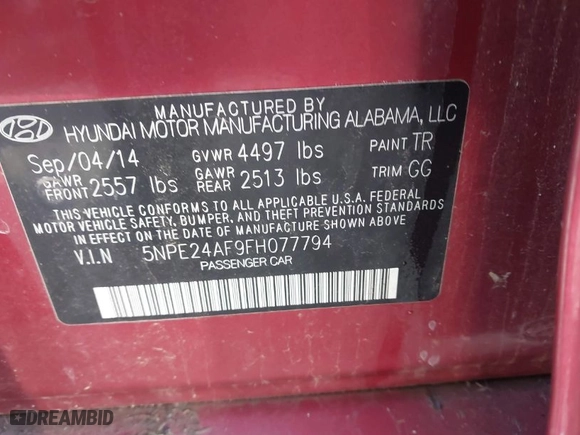 MANUFACTURED BY
HYUNDAI MOTOR MANUFACTURING ALABAMA, LLC
Sep/04/14 GVWR 4497 lbs PAINT TR
GAWR FRONT 2557 lbs GAWR REAR 2513 lbs TRIM GG
THIS VEHICLE CONFORMS TO ALL APPLICABLE U.S.A. FEDERAL
MOTOR VEHICLE SAFETY, BUMPER, AND THEFT PREVENTION STANDARDS
IN EFFECT ON THE DATE OF MANUFACTURE SHOWN ABOVE.
V.I.N 5NPE24AF9FH077794
PASSENGER CAR
DREAMBID